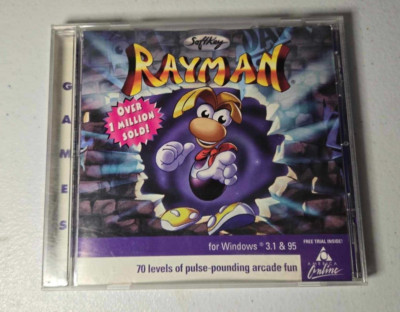 SoftKey
RAYMAN
OVER
1 MILLION
SOLD!
GAMES
for Windows® 3.1 & 95
FREE TRIAL INSIDE!
AMERICA
Online
70 levels of pulse-pounding arcade fun